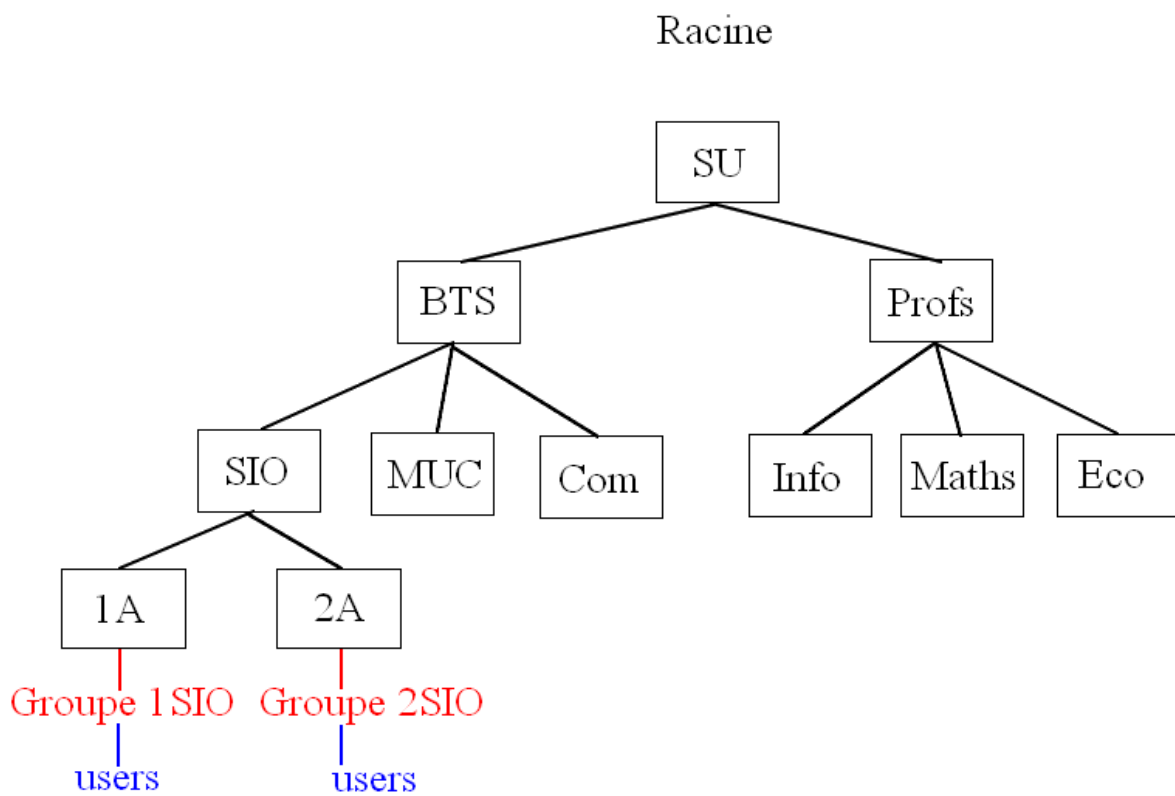 Racine
SU
BTS
Profs
SIO
MUC
Com
Info
Maths
Eco
1A
2A
Groupe 1SIO
Groupe 2SIO
users
users